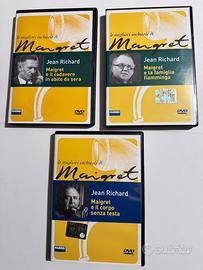 le migliori inchieste di
Maigret
Jean Richard
Maigret
e il cadavere
in abito da sera
DVD
le migliori inchieste di
Maigret
Jean Richard
Maigret
e la famiglia
fiamminga
DVD
le migliori inchieste di
Maigret
Jean Richard
Maigret
e il corpo
senza testa
DVD
subito.it